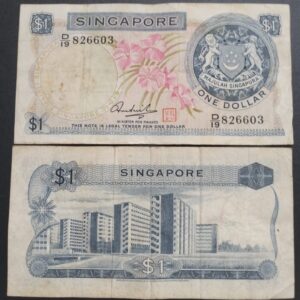 $1
SINGAPORE
$1
D/19 826603
MAJULAH SINGAPURA
ONE DOLLAR
MINISTER FOR FINANCE
THIS NOTE IS LEGAL TENDER FOR ONE DOLLAR
$1
D/19 826603
$1
SINGAPORE
$1